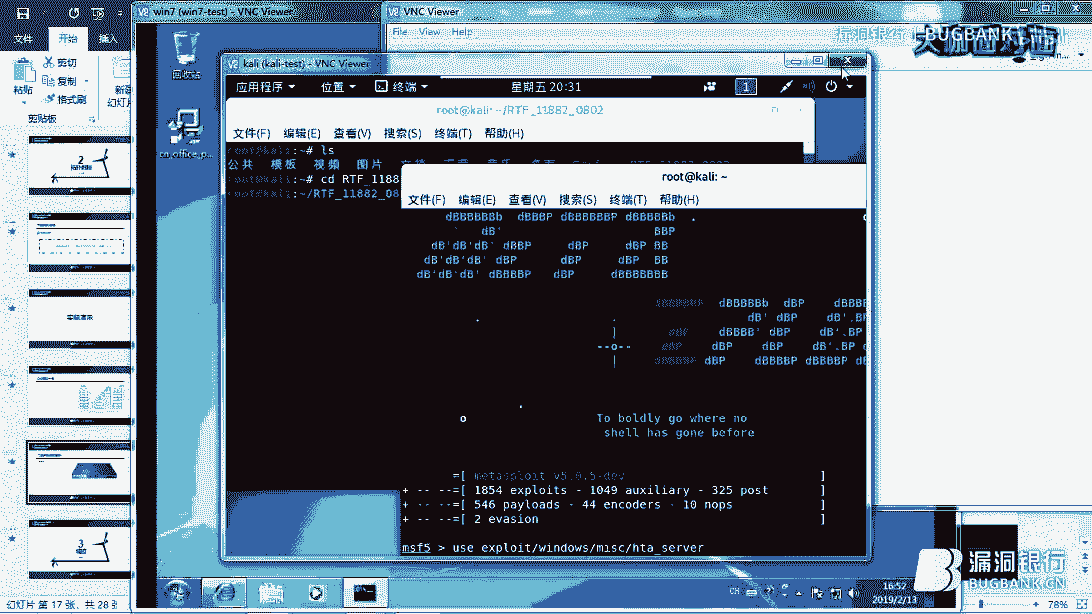 win7 (win7-test) - VNC Viewer
VNC Viewer
文件
开始
插入
File View Help
BUGBANK
剪切
复制
格式刷
粘贴
新建
幻灯片
剪贴板
回收站
cn_office_p...
kali (kali-test) - VNC Viewer
应用程序 位置 终端 星期五 20:31 1
root@kali: ~/RTF_11882_0802
文件(F) 编辑(E) 查看(V) 搜索(S) 终端(T) 帮助(H)
root@kali:~# ls
公共 模板 视频 图片
root@kali:~# cd RTF_1188
root@kali:~/RTF_11882_080
root@kali: ~
文件(F) 编辑(E) 查看(V) 搜索(S) 终端(T) 帮助(H)
To boldly go where no
shell has gone before
=[ metasploit v5.0.5-dev ]
+ -- --=[ 1854 exploits - 1049 auxiliary - 325 post ]
+ -- --=[ 546 payloads - 44 encoders - 10 nops ]
+ -- --=[ 2 evasion ]
msf5 > use exploit/windows/misc/hta_server
2
3
CH
16:52
2019/2/13
漏洞银行
BUGBANK.CN
幻灯片 第 17 张，共 28 张
78%